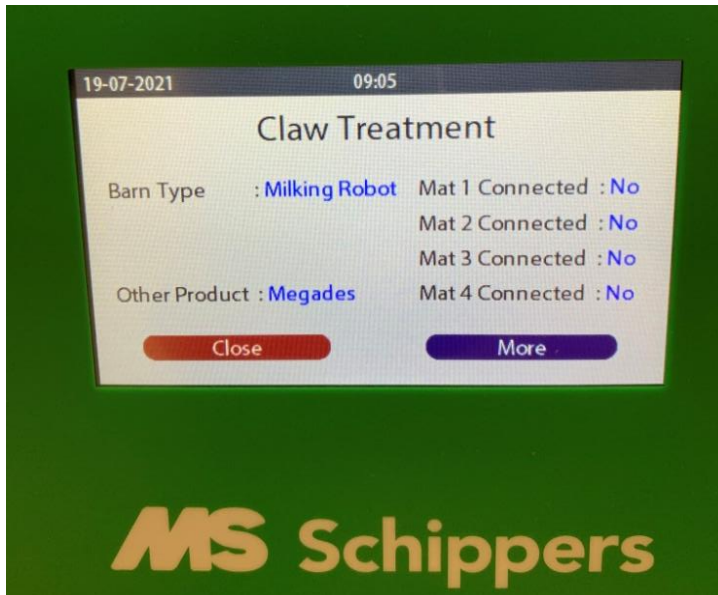 19-07-2021 09:05
Claw Treatment
Barn Type : Milking Robot Mat 1 Connected : No
Mat 2 Connected : No
Mat 3 Connected : No
Other Product : Megades Mat 4 Connected : No
Close More
MS Schippers